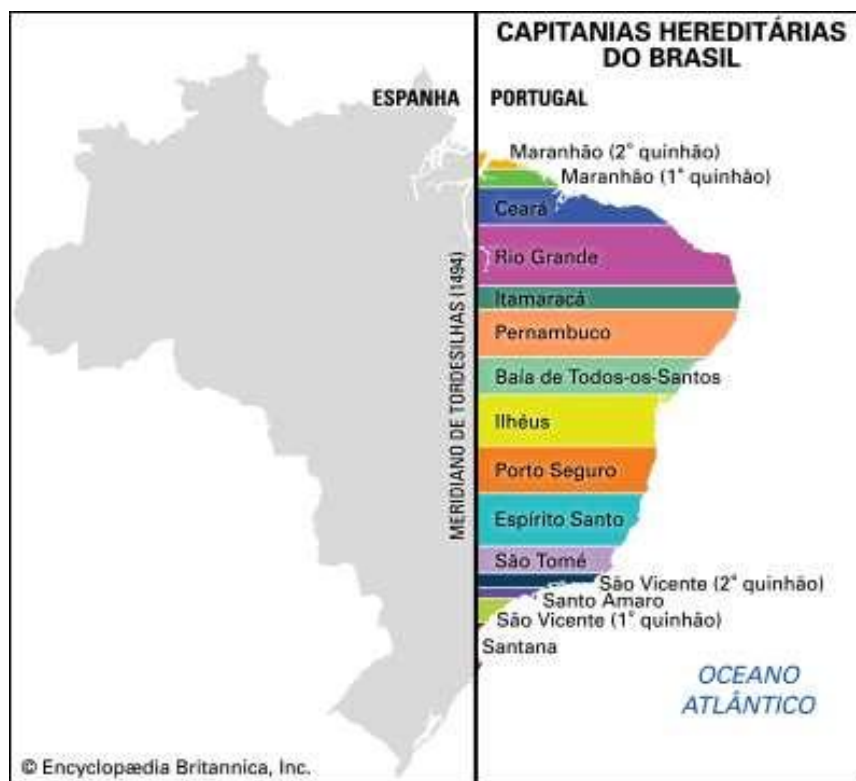 CAPITANIAS HEREDITÁRIAS
DO BRASIL
ESPANHA
PORTUGAL
Maranhão (2° quinhão)
Maranhão (1° quinhão)
Ceará
Rio Grande
Itamaracá
Pernambuco
Baía de Todos-os-Santos
Ilhéus
Porto Seguro
Espírito Santo
São Tomé
São Vicente (2° quinhão)
Santo Amaro
São Vicente (1° quinhão)
Santana
MERIDIANO DE TORDESILHAS (1494)
OCEANO
ATLÂNTICO
© Encyclopædia Britannica, Inc.